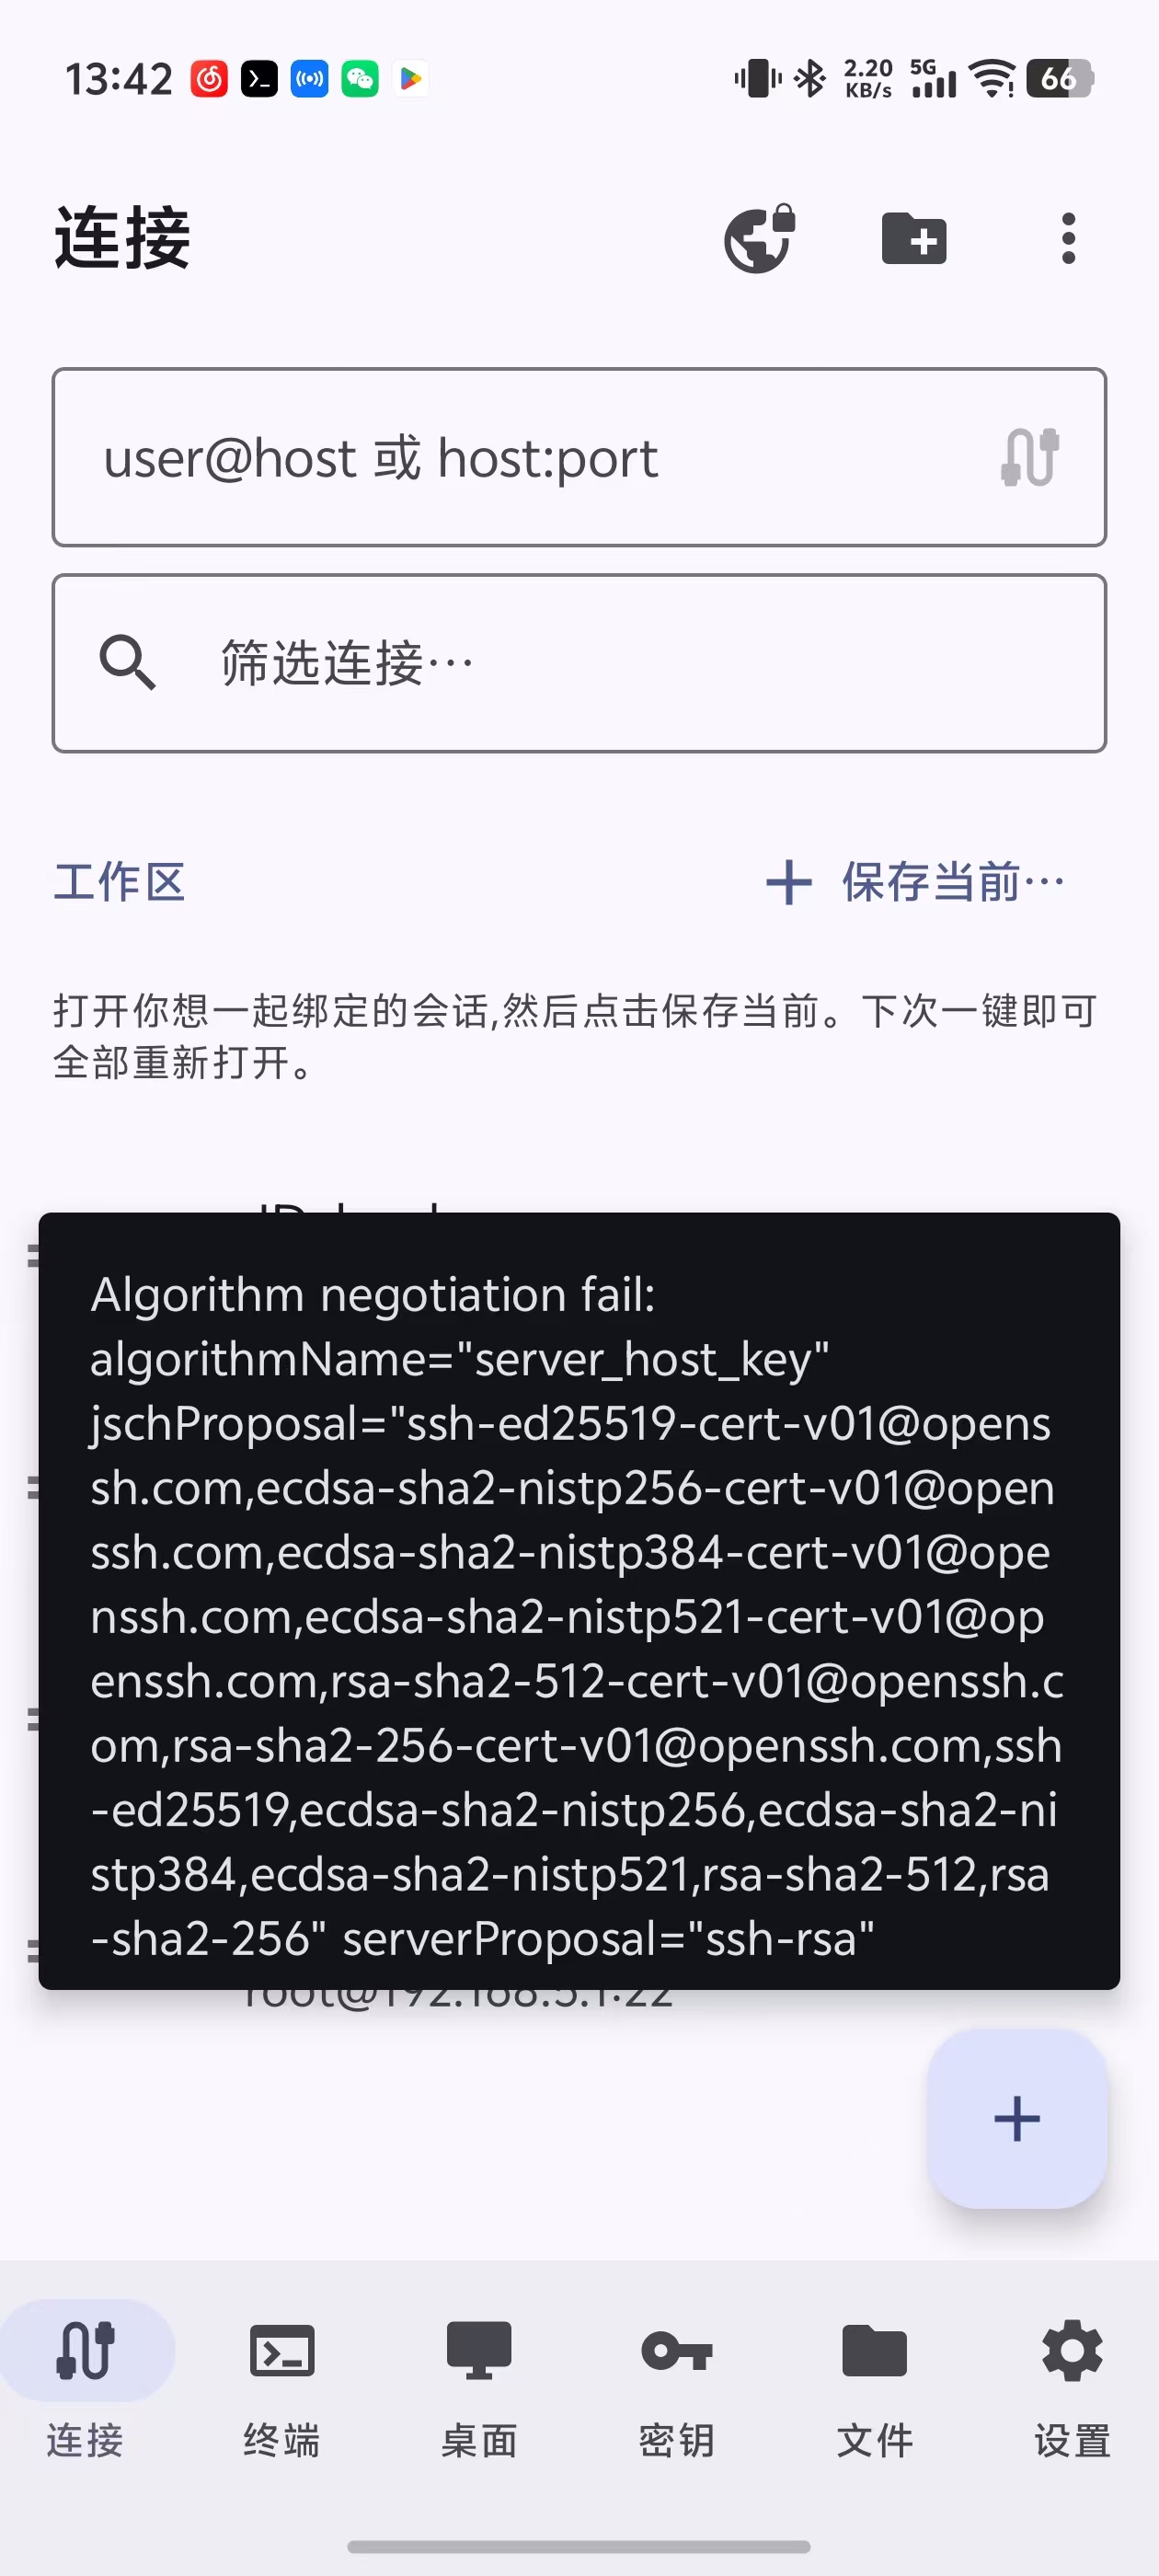 13:42
2.20
KB/s
5G
66
连接
user@host 或 host:port
筛选连接…
工作区
保存当前…
打开你想一起绑定的会话,然后点击保存当前。下次一键即可
全部重新打开。
Algorithm negotiation fail:
algorithmName="server_host_key"
jschProposal="ssh-ed25519-cert-v01@opens
sh.com,ecdsa-sha2-nistp256-cert-v01@open
ssh.com,ecdsa-sha2-nistp384-cert-v01@ope
nssh.com,ecdsa-sha2-nistp521-cert-v01@op
enssh.com,rsa-sha2-512-cert-v01@openssh.c
om,rsa-sha2-256-cert-v01@openssh.com,ssh
-ed25519,ecdsa-sha2-nistp256,ecdsa-sha2-ni
stp384,ecdsa-sha2-nistp521,rsa-sha2-512,rsa
-sha2-256" serverProposal="ssh-rsa"
root@192.168.5.1:22
连接
终端
桌面
密钥
文件
设置